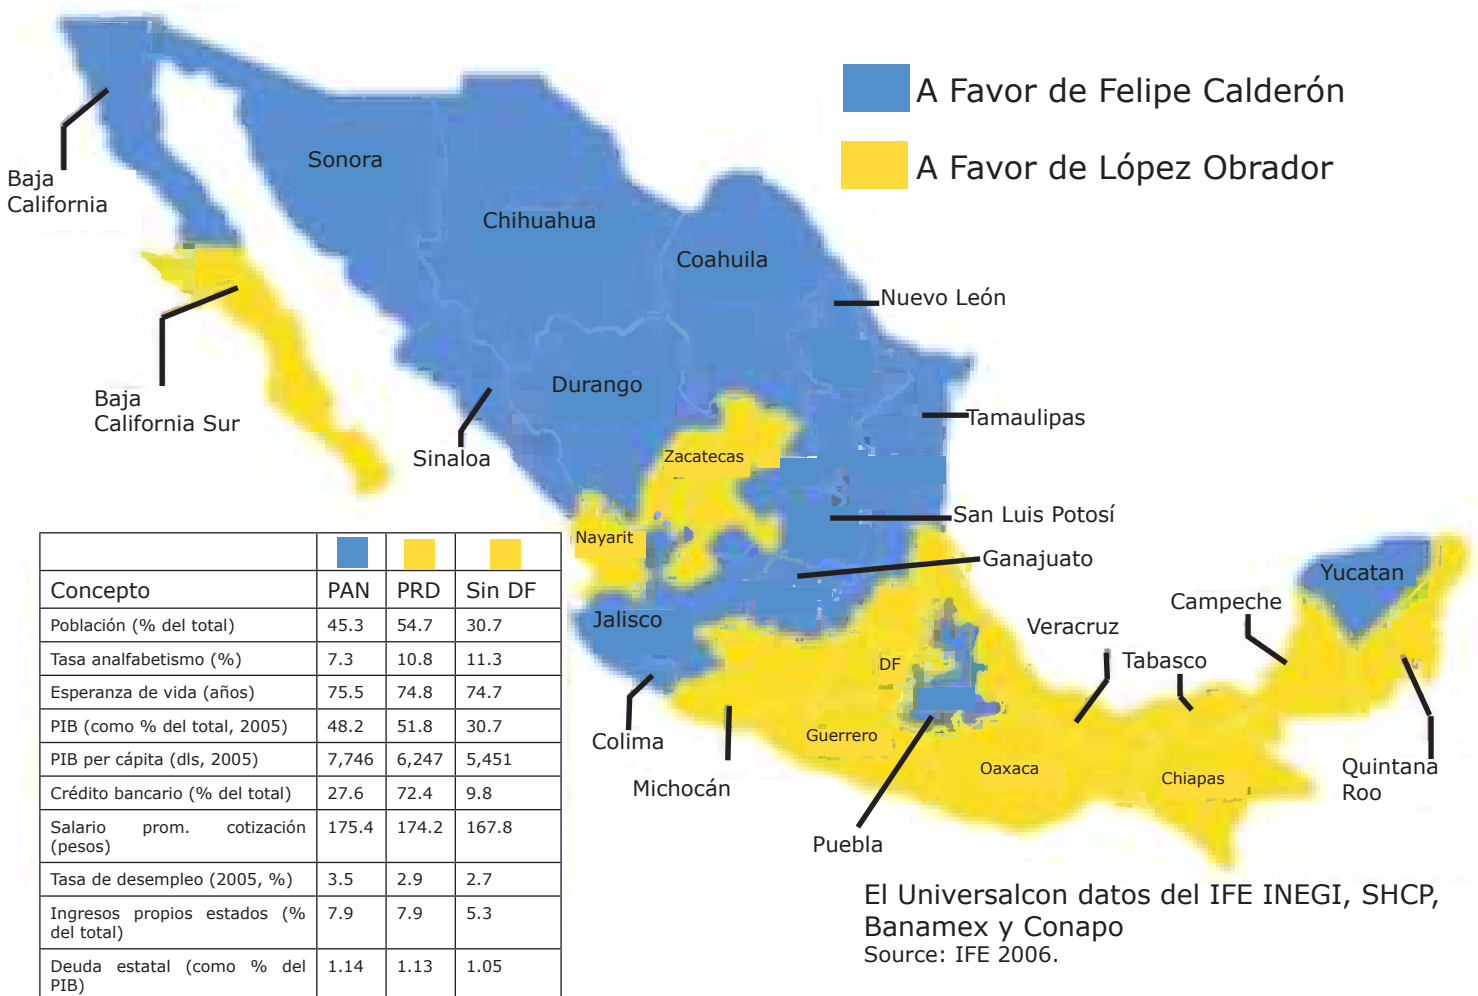 A Favor de Felipe Calderón
A Favor de López Obrador
Baja
California
Sonora
Chihuahua
Coahuila
Nuevo León
Baja
California Sur
Durango
Sinaloa
Tamaulipas
Zacatecas
San Luis Potosí
Nayarit
Ganajuato
Jalisco
Yucatan
Campeche
Veracruz
Tabasco
DF
Colima
Guerrero
Michocán
Oaxaca
Chiapas
Quintana
Roo
Puebla
Concepto PAN PRD Sin DF
Población (% del total) 45.3 54.7 30.7
Tasa analfabetismo (%) 7.3 10.8 11.3
Esperanza de vida (años) 75.5 74.8 74.7
PIB (como % del total, 2005) 48.2 51.8 30.7
PIB per cápita (dls, 2005) 7,746 6,247 5,451
Crédito bancario (% del total) 27.6 72.4 9.8
Salario prom. cotización 175.4 174.2 167.8
(pesos)
Tasa de desempleo (2005, %) 3.5 2.9 2.7
Ingresos propios estados (% 7.9 7.9 5.3
del total)
Deuda estatal (como % del 1.14 1.13 1.05
PIB)
El Universalcon datos del IFE INEGI, SHCP,
Banamex y Conapo
Source: IFE 2006.